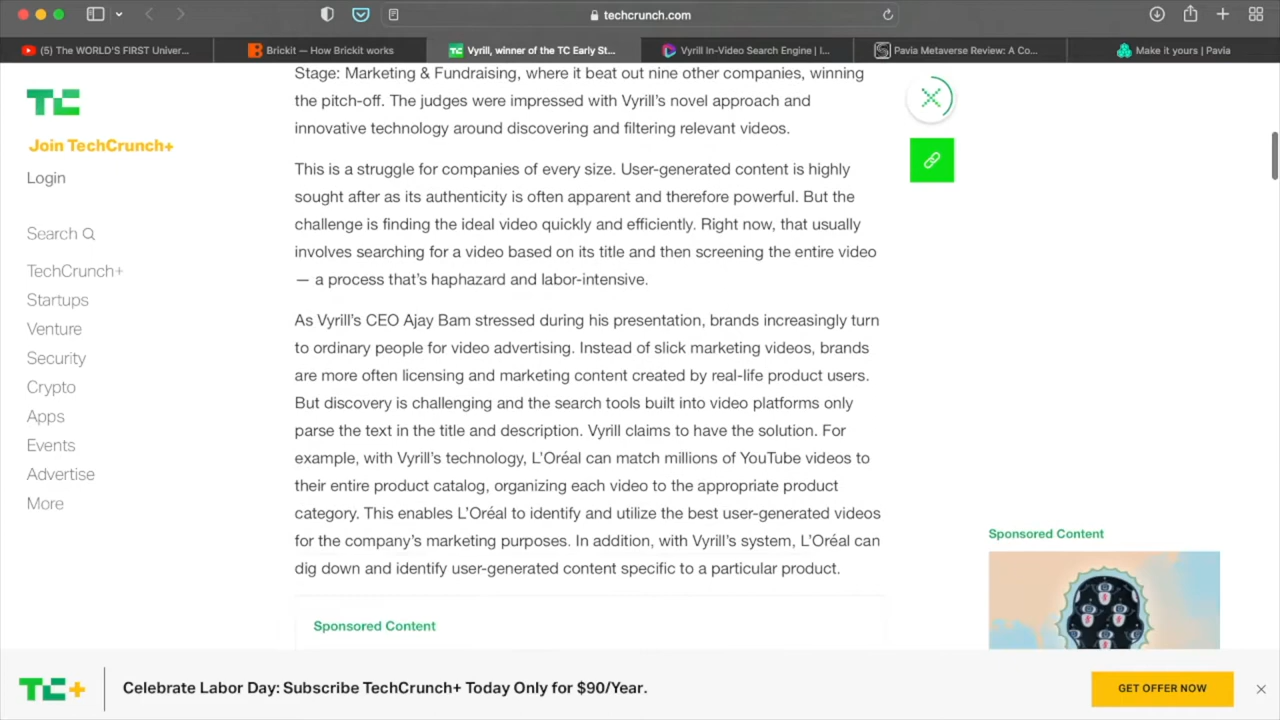 techcrunch.com
(5) The WORLD'S FIRST Univer...
Brickit — How Brickit works
Vyrill, winner of the TC Early St...
Vyrill In-Video Search Engine | I...
Pavia Metaverse Review: A Co...
Make it yours | Pavia
TC
Join TechCrunch+
Login
Search
TechCrunch+
Startups
Venture
Security
Crypto
Apps
Events
Advertise
More
Stage: Marketing & Fundraising, where it beat out nine other companies, winning
the pitch-off. The judges were impressed with Vyrill's novel approach and
innovative technology around discovering and filtering relevant videos.
This is a struggle for companies of every size. User-generated content is highly
sought after as its authenticity is often apparent and therefore powerful. But the
challenge is finding the ideal video quickly and efficiently. Right now, that usually
involves searching for a video based on its title and then screening the entire video
— a process that's haphazard and labor-intensive.
As Vyrill's CEO Ajay Bam stressed during his presentation, brands increasingly turn
to ordinary people for video advertising. Instead of slick marketing videos, brands
are more often licensing and marketing content created by real-life product users.
But discovery is challenging and the search tools built into video platforms only
parse the text in the title and description. Vyrill claims to have the solution. For
example, with Vyrill's technology, L'Oréal can match millions of YouTube videos to
their entire product catalog, organizing each video to the appropriate product
category. This enables L'Oréal to identify and utilize the best user-generated videos
for the company's marketing purposes. In addition, with Vyrill's system, L'Oréal can
dig down and identify user-generated content specific to a particular product.
Sponsored Content
Sponsored Content
TC+
Celebrate Labor Day: Subscribe TechCrunch+ Today Only for $90/Year.
GET OFFER NOW